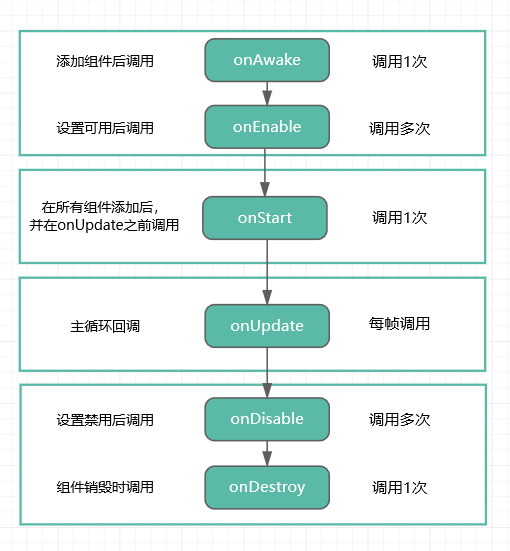 添加组件后调用 onAwake 调用1次
设置可用后调用 onEnable 调用多次
在所有组件添加后，
并在onUpdate之前调用 onStart 调用1次
主循环回调 onUpdate 每帧调用
设置禁用后调用 onDisable 调用多次
组件销毁时调用 onDestroy 调用1次